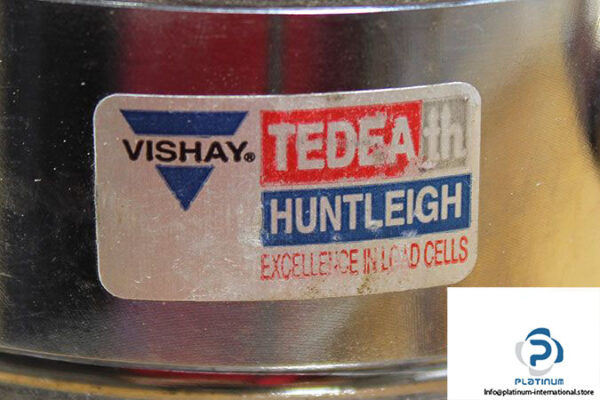 VISHAY®
TEDEA th
HUNTLEIGH
EXCELLENCE IN LOAD CELLS
PLATINUM
Info@platinum-international.store